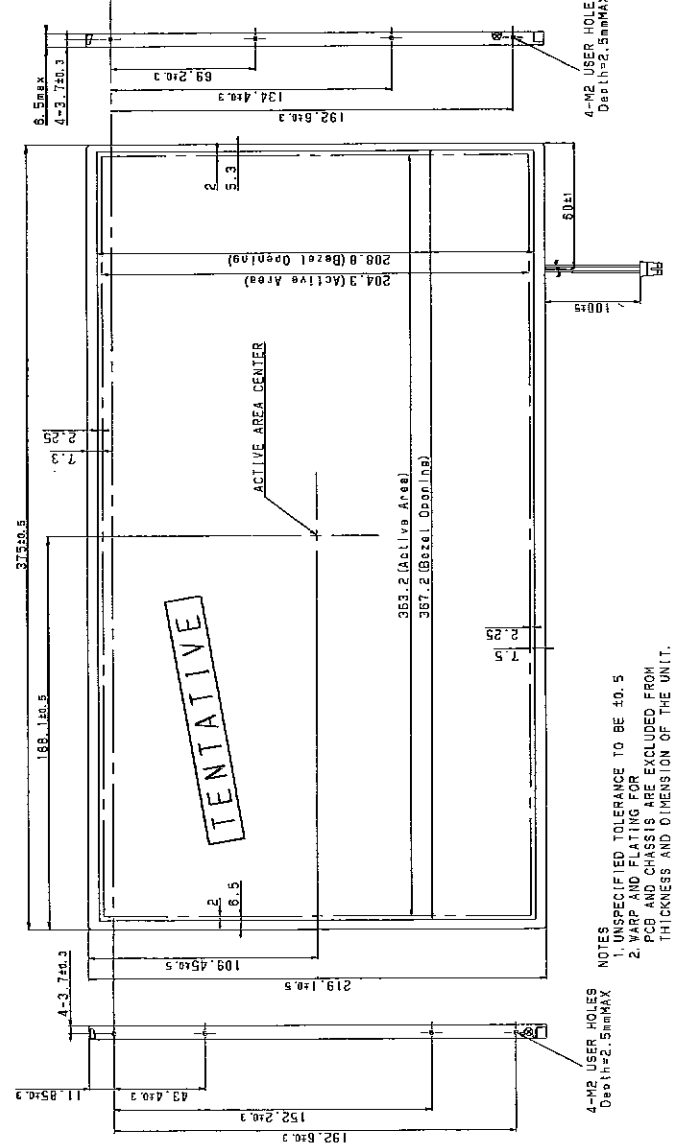 6.5max
4-3.7±0.3
69.2±0.3
134.4±0.3
192.6±0.3
4-M2 USER HOLES
Depth=2.5mmMAX
375±0.5
2.25
7.3
188.1±0.5
2
5.3
208.8(Bezel Opening)
204.3(Active Area)
ACTIVE AREA CENTER
60±1
100±5
353.2(Active Area)
357.2(Bezel Opening)
TENTATIVE
2.25
7.5
2
6.5
109.45±0.5
219.1±0.5
4-3.7±0.3
11.85±0.3
43.4±0.3
152.2±0.3
192.6±0.3
4-M2 USER HOLES
Depth=2.5mmMAX
NOTES
1. UNSPECIFIED TOLERANCE TO BE ±0.5
2. WARP AND FLATING FOR
PCB AND CHASSIS ARE EXCLUDED FROM
THICKNESS AND DIMENSION OF THE UNIT.